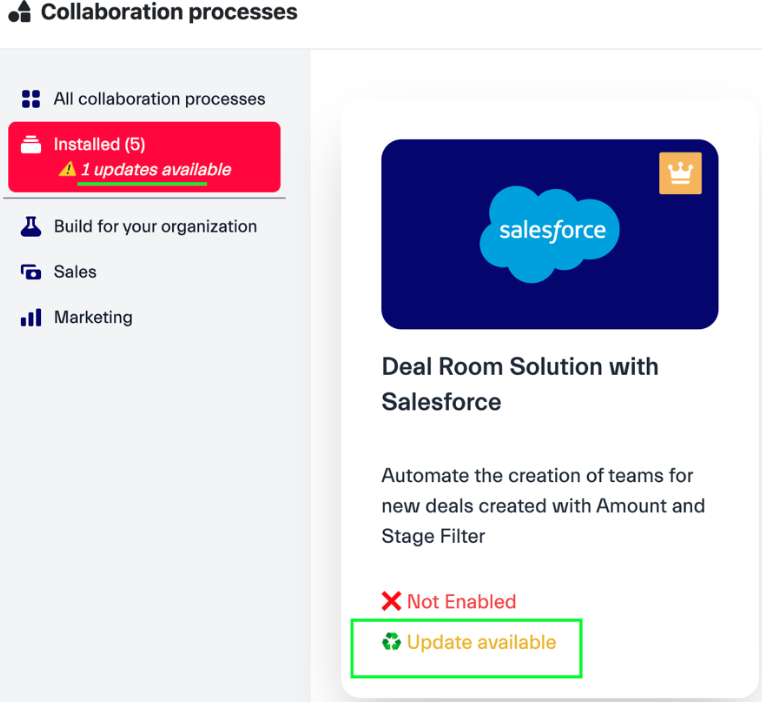 Collaboration processes
All collaboration processes
Installed (5)
1 updates available
Build for your organization
Sales
Marketing
salesforce
Deal Room Solution with
Salesforce
Automate the creation of teams for
new deals created with Amount and
Stage Filter
Not Enabled
Update available